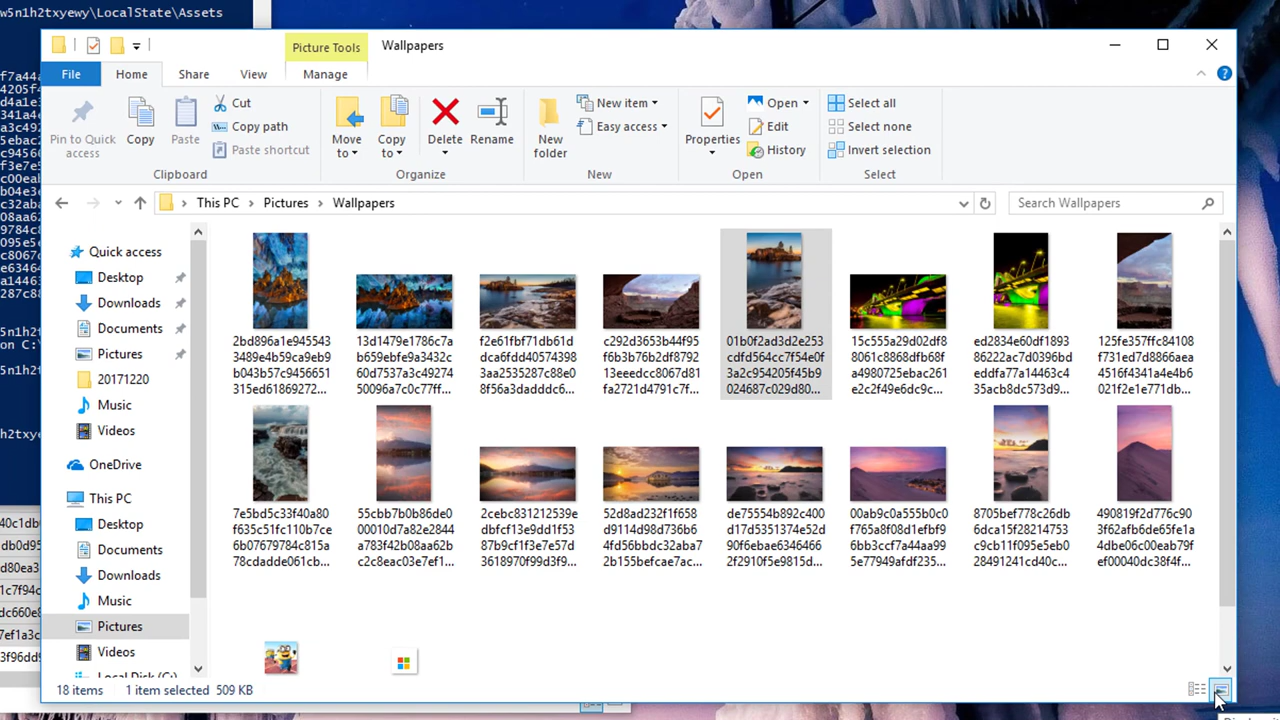 w5n1h2txyewy\LocalState\Assets
Picture Tools
Wallpapers
File
Home
Share
View
Manage
Pin to Quick access
Copy
Paste
Cut
Copy path
Paste shortcut
Clipboard
Move to
Copy to
Delete
Rename
Organize
New folder
New item
Easy access
New
Properties
Open
Edit
History
Open
Select all
Select none
Invert selection
Select
This PC > Pictures > Wallpapers
Search Wallpapers
Quick access
Desktop
Downloads
Documents
Pictures
20171220
Music
Videos
OneDrive
This PC
Desktop
Documents
Downloads
Music
Pictures
Videos
Local Disk (C:)
2bd896a1e945543
3489e4b59ca9eb9
b043b57c9456651
315ed61869272...
13d1479e1786c7a
b659ebfe9a3432c
60d7537a3c49274
50096a7c0c77ff...
f2e61fbf71db61d
dca6fdd40574398
3aa2535287c88e0
8f56a3dadddc6...
c292d3653b44f95
f6b3b76b2df8792
13eeedcc8067d81
fa2721d4791c7f...
01b0f2ad3d2e253
cdfd564cc7f54e0f
3a2c954205f45b9
024687c029d80...
15c555a29d02df8
8061c8868dfb68f
a4980725ebac261
e2c2f49e6dc9c...
ed2834e60df1893
86222ac7d0396bd
eddfa77a14463c4
35acb8dc573d9...
125fe357ffc84108
f731ed7d8866aea
4516f4341a4e4b6
021f2e1e771db...
7e5bd5c33f40a80
f635c51fc110b7ce
6b07679784c815a
78cdadde061cb...
55cbb7b0b86de0
00010d7a82e2844
a783f42b08aa62b
c2c8eac03e7ef1...
2cebc831212539e
dbfcf13e9dd1f53
87b9cf1f3e7e57d
3618970f99d3f9...
52d8ad232f1f658
d9114d98d736b6
4fd56bbdc32aba7
2b155befcae7ac...
de75554b892c400
d17d5351374e52d
90f6ebae6346466
2f2910f5e9815d...
00ab9c0a555b0c0
f765a8f08d1efbf9
6bb3ccf7a44aa99
5e77949afdf235...
8705bef778c26db
6dca15f28214753
c9cb11f095e5eb0
28491241cd40c...
490819f2d776c90
3f62afb6de65fe1a
4dbe06c00eab79f
ef00040dc38f4f...
18 items
1 item selected 509 KB